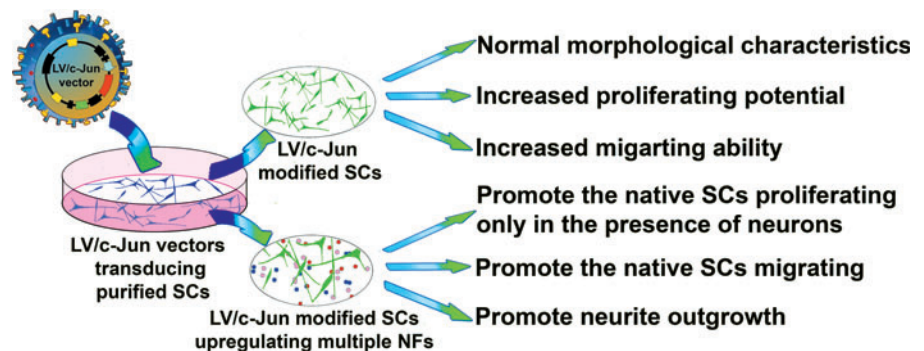 LV/c-Jun
vector
LV/c-Jun vectors
transducing
purified SCs
LV/c-Jun
modified SCs
Normal morphological characteristics
Increased proliferating potential
Increased migarting ability
LV/c-Jun modified SCs
upregulating multiple NFs
Promote the native SCs proliferating
only in the presence of neurons
Promote the native SCs migrating
Promote neurite outgrowth